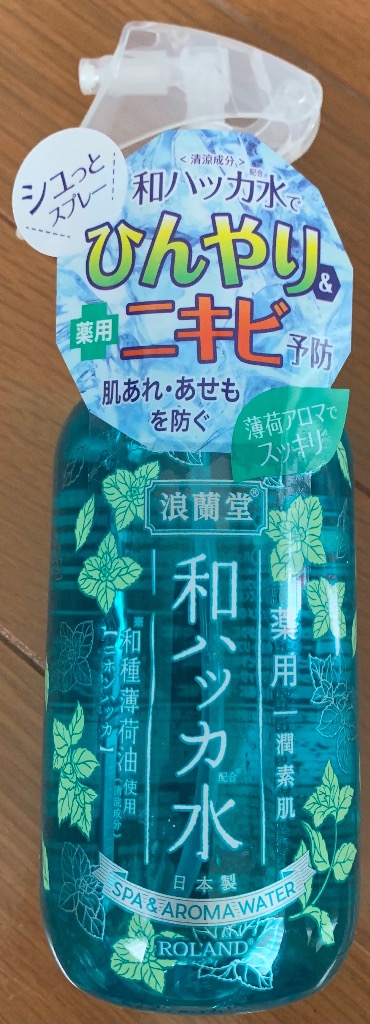 シュっと
スプレー
<清涼成分>
和ハッカ水で
配合
ひんやり&
薬用
ニキビ予防
肌あれ・あせも
を防ぐ
薄荷アロマで
スッキリ
浪蘭堂®
薬用｜潤素肌
和ハッカ水
配合
※和種薄荷油使用
【ニホンハッカ】
(清涼成分)
日本製
SPA & AROMA WATER
ROLAND®